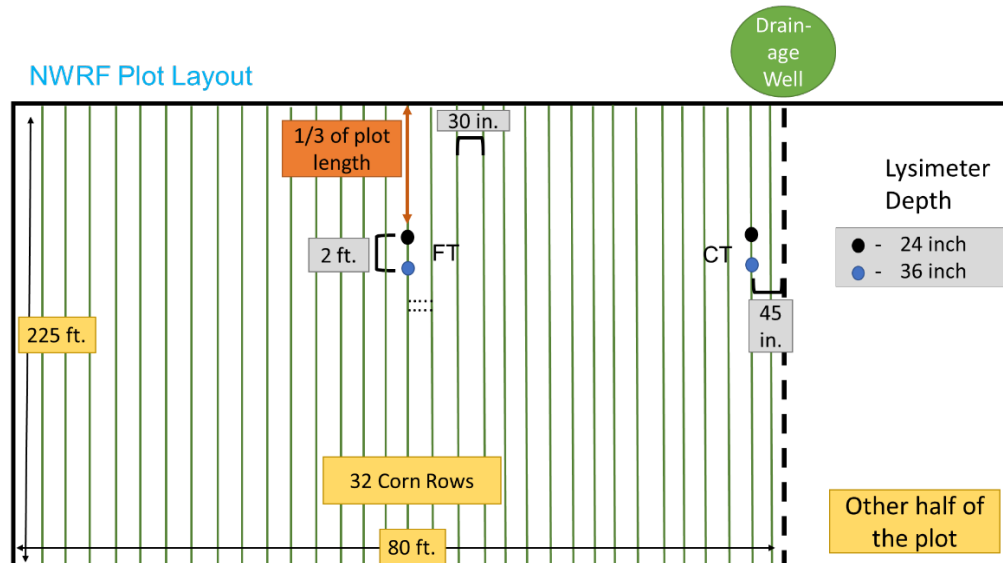 Drain-
age
Well
NWRF Plot Layout
1/3 of plot
length
30 in.
Lysimeter
Depth
- 24 inch
- 36 inch
2 ft.
FT
CT
45
in.
225 ft.
32 Corn Rows
80 ft.
Other half of
the plot